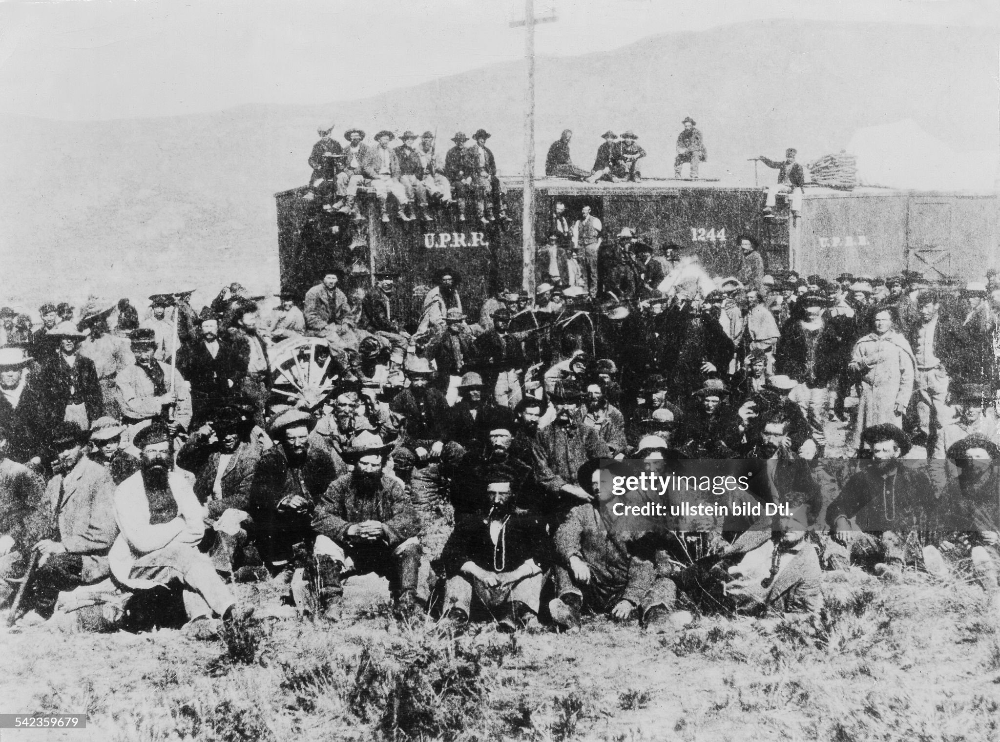 U.P.R.R.
1244
U.P.R.R.
gettyimages®
Credit: ullstein bild Dtl.
542359679